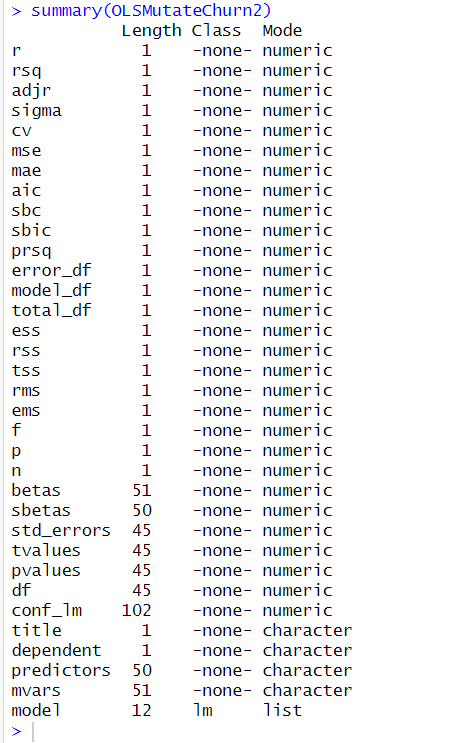 > summary(OLSMutateChurn2)
Length Class Mode
r 1 -none- numeric
rsq 1 -none- numeric
adjr 1 -none- numeric
sigma 1 -none- numeric
cv 1 -none- numeric
mse 1 -none- numeric
mae 1 -none- numeric
aic 1 -none- numeric
sbc 1 -none- numeric
sbic 1 -none- numeric
prsq 1 -none- numeric
error_df 1 -none- numeric
model_df 1 -none- numeric
total_df 1 -none- numeric
ess 1 -none- numeric
rss 1 -none- numeric
tss 1 -none- numeric
rms 1 -none- numeric
ems 1 -none- numeric
f 1 -none- numeric
p 1 -none- numeric
n 1 -none- numeric
betas 51 -none- numeric
sbetas 50 -none- numeric
std_errors 45 -none- numeric
tvalues 45 -none- numeric
pvalues 45 -none- numeric
df 45 -none- numeric
conf_lm 102 -none- numeric
title 1 -none- character
dependent 1 -none- character
predictors 50 -none- character
mvars 51 -none- character
model 12 lm list
>